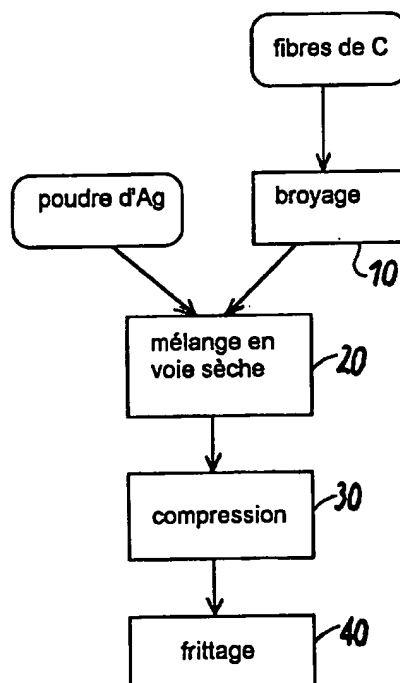 fibres de C
poudre d'Ag
broyage
10
mélange en
voie sèche
20
compression
30
frittage
40